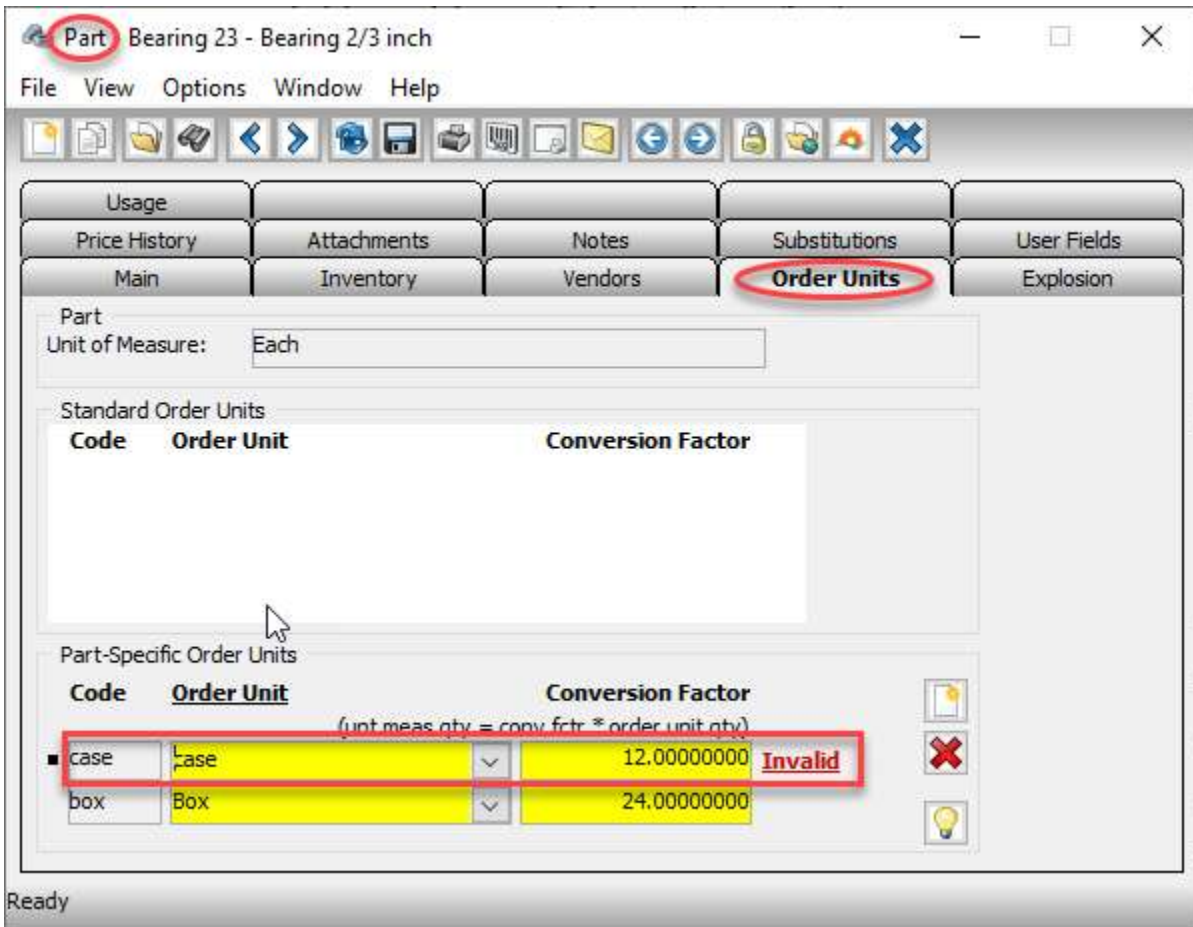 Part - Bearing 23 - Bearing 2/3 inch
File View Options Window Help
Usage
Price History Attachments Notes Substitutions User Fields
Main Inventory Vendors Order Units Explosion
Part
Unit of Measure: Each
Standard Order Units
Code Order Unit Conversion Factor
Part-Specific Order Units
Code Order Unit Conversion Factor
(unt meas qty = conv fctr * order unit qty)
case case 12.00000000 Invalid
box Box 24.00000000
Ready